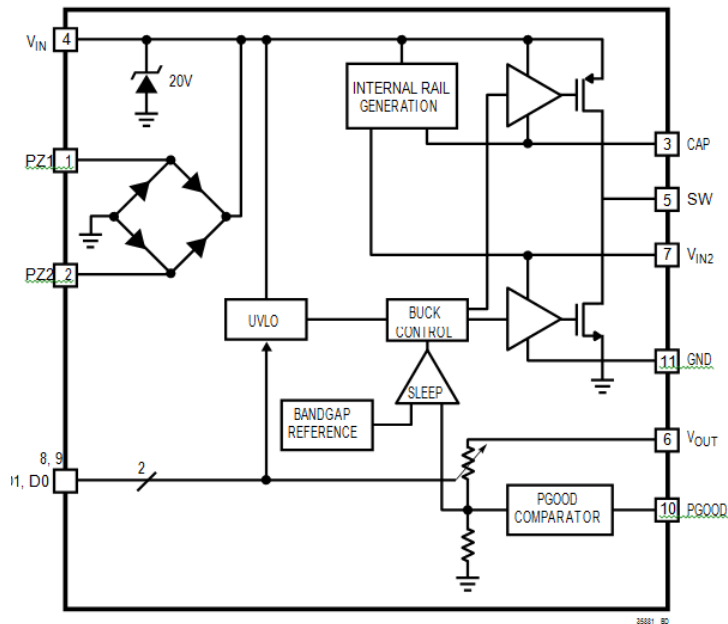 VIN
4
20V
INTERNAL RAIL
GENERATION
PZ1
1
3
CAP
5
SW
7
VIN2
PZ2
2
UVLO
BUCK
CONTROL
11
GND
SLEEP
BANDGAP
REFERENCE
6
VOUT
8, 9
2
01, D0
PGOOD
COMPARATOR
10
PGOOD
35881 BD